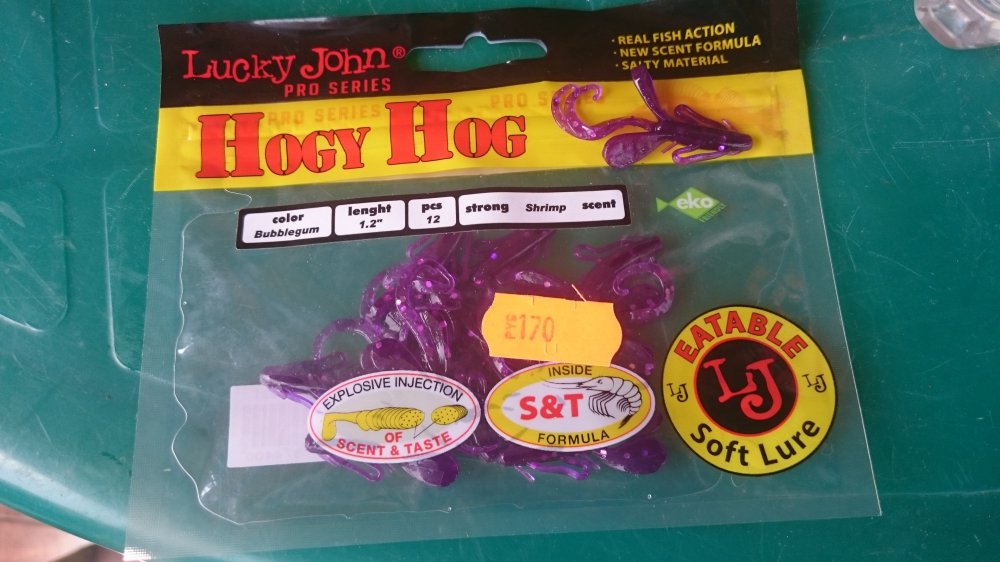 Lucky John®
PRO SERIES
· REAL FISH ACTION
· NEW SCENT FORMULA
· SALTY MATERIAL
PRO SERIES
PRO S
HOGY HOG
color
Bubblegum
lenght
1.2"
pcs
12
strong Shrimp scent
eko
РУБ 170
EXPLOSIVE INJECTION
OF
SCENT & TASTE
INSIDE
S&T
FORMULA
EATABLE
LJ
LJ
LJ
Soft Lure